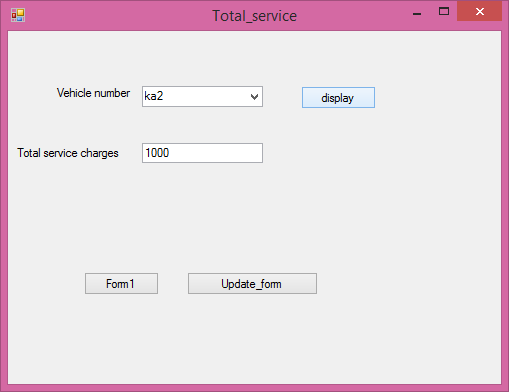 Total_service
Vehicle number ka2 display
Total service charges 1000
Form1 Update_form